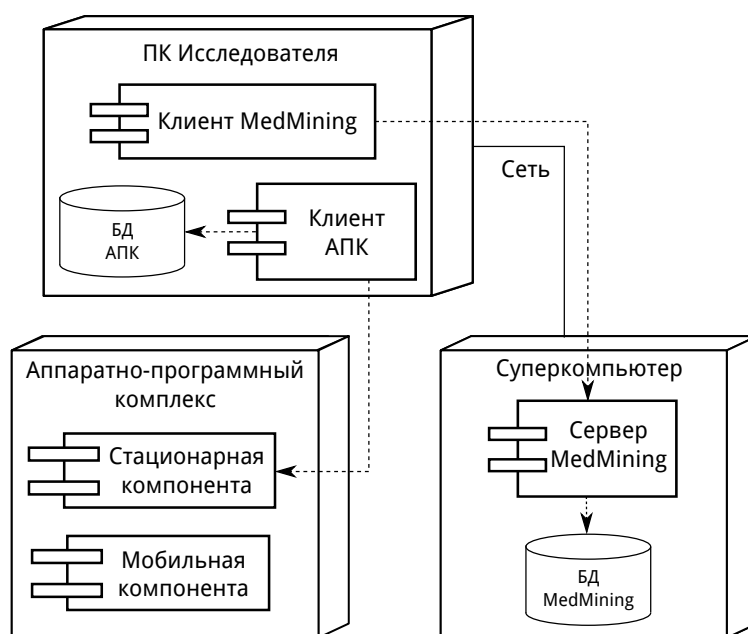 ПК Исследователя
Клиент MedMining
Сеть
БД
АПК
Клиент
АПК
Аппаратно-программный
комплекс
Стационарная
компонента
Мобильная
компонента
Суперкомпьютер
Сервер
MedMining
БД
MedMining